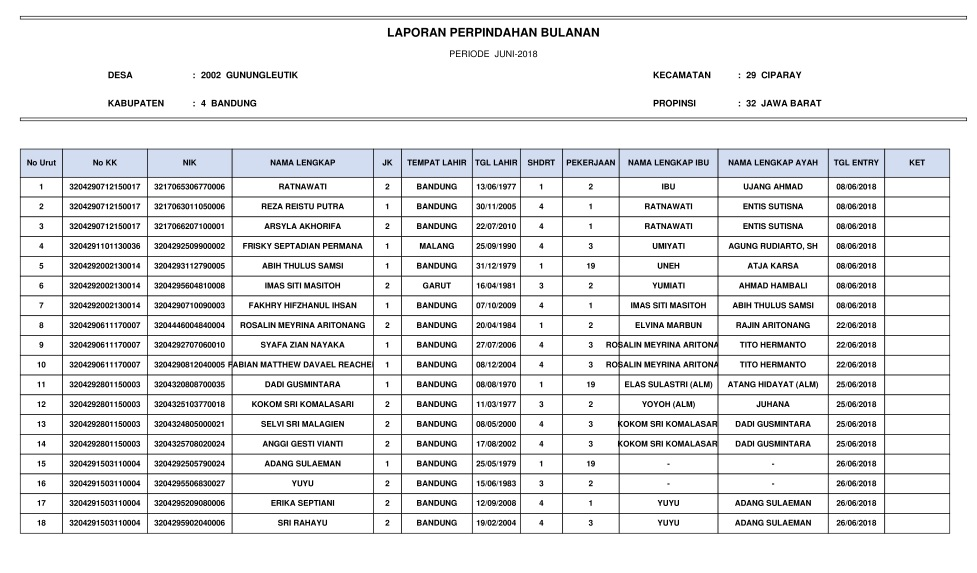 LAPORAN PERPINDAHAN BULANAN
PERIODE JUNI-2018
DESA : 2002 GUNUNGLEUTIK KECAMATAN : 29 CIPARAY
KABUPATEN : 4 BANDUNG PROPINSI : 32 JAWA BARAT
No Urut No KK NIK NAMA LENGKAP JK TEMPAT LAHIR TGL LAHIR SHDRT PEKERJAAN NAMA LENGKAP IBU NAMA LENGKAP AYAH TGL ENTRY KET
1 3204290712150017 3217065306770006 RATNAWATI 2 BANDUNG 13/06/1977 1 2 IBU UJANG AHMAD 08/06/2018
2 3204290712150017 3217063011050006 REZA REISTU PUTRA 1 BANDUNG 30/11/2005 4 1 RATNAWATI ENTIS SUTISNA 08/06/2018
3 3204290712150017 3217066207100001 ARSYLA AKHORIFA 2 BANDUNG 22/07/2010 4 1 RATNAWATI ENTIS SUTISNA 08/06/2018
4 3204291101130036 3204292509900002 FRISKY SEPTADIAN PERMANA 1 MALANG 25/09/1990 4 3 UMIYATI AGUNG RUDIARTO, SH 08/06/2018
5 3204292002130014 3204293112790005 ABIH THULUS SAMSI 1 BANDUNG 31/12/1979 1 19 UNEH ATJA KARSA 08/06/2018
6 3204292002130014 3204295604810008 IMAS SITI MASITOH 2 GARUT 16/04/1981 3 2 YUMIATI AHMAD HAMBALI 08/06/2018
7 3204292002130014 3204290710090003 FAKHRY HIFZHANUL IHSAN 1 BANDUNG 07/10/2009 4 1 IMAS SITI MASITOH ABIH THULUS SAMSI 08/06/2018
8 3204290611170007 3204446004840004 ROSALIN MEYRINA ARITONANG 2 BANDUNG 20/04/1984 1 2 ELVINA MARBUN RAJIN ARITONANG 22/06/2018
9 3204290611170007 3204292707060010 SYAFA ZIAN NAYAKA 1 BANDUNG 27/07/2006 4 3 ROSALIN MEYRINA ARITONA TITO HERMANTO 22/06/2018
10 3204290611170007 3204290812040005 FABIAN MATTHEW DAVAEL REACHEL 1 BANDUNG 08/12/2004 4 3 ROSALIN MEYRINA ARITONA TITO HERMANTO 22/06/2018
11 3204292801150003 3204320808700035 DADI GUSMINTARA 1 BANDUNG 08/08/1970 1 19 ELAS SULASTRI (ALM) ATANG HIDAYAT (ALM) 25/06/2018
12 3204292801150003 3204325103770018 KOKOM SRI KOMALASARI 2 BANDUNG 11/03/1977 3 2 YOYOH (ALM) JUHANA 25/06/2018
13 3204292801150003 3204324805000021 SELVI SRI MALAGIEN 2 BANDUNG 08/05/2000 4 3 KOKOM SRI KOMALASAR DADI GUSMINTARA 25/06/2018
14 3204292801150003 3204325708020024 ANGGI GESTI VIANTI 2 BANDUNG 17/08/2002 4 3 KOKOM SRI KOMALASAR DADI GUSMINTARA 25/06/2018
15 3204291503110004 3204292505790024 ADANG SULAEMAN 1 BANDUNG 25/05/1979 1 19 - - 26/06/2018
16 3204291503110004 3204295506830027 YUYU 2 BANDUNG 15/06/1983 3 2 - - 26/06/2018
17 3204291503110004 3204295209080006 ERIKA SEPTIANI 2 BANDUNG 12/09/2008 4 1 YUYU ADANG SULAEMAN 26/06/2018
18 3204291503110004 3204295902040006 SRI RAHAYU 2 BANDUNG 19/02/2004 4 3 YUYU ADANG SULAEMAN 26/06/2018